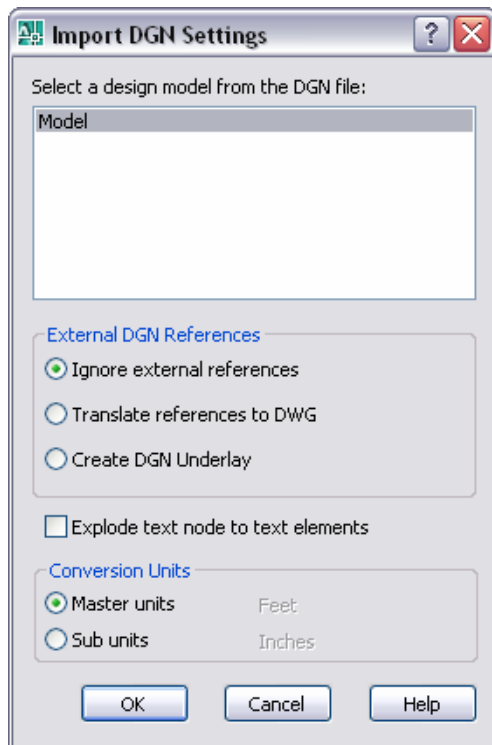 Import DGN Settings
Select a design model from the DGN file:
Model
External DGN References
Ignore external references
Translate references to DWG
Create DGN Underlay
Explode text node to text elements
Conversion Units
Master units Feet
Sub units Inches
OK Cancel Help